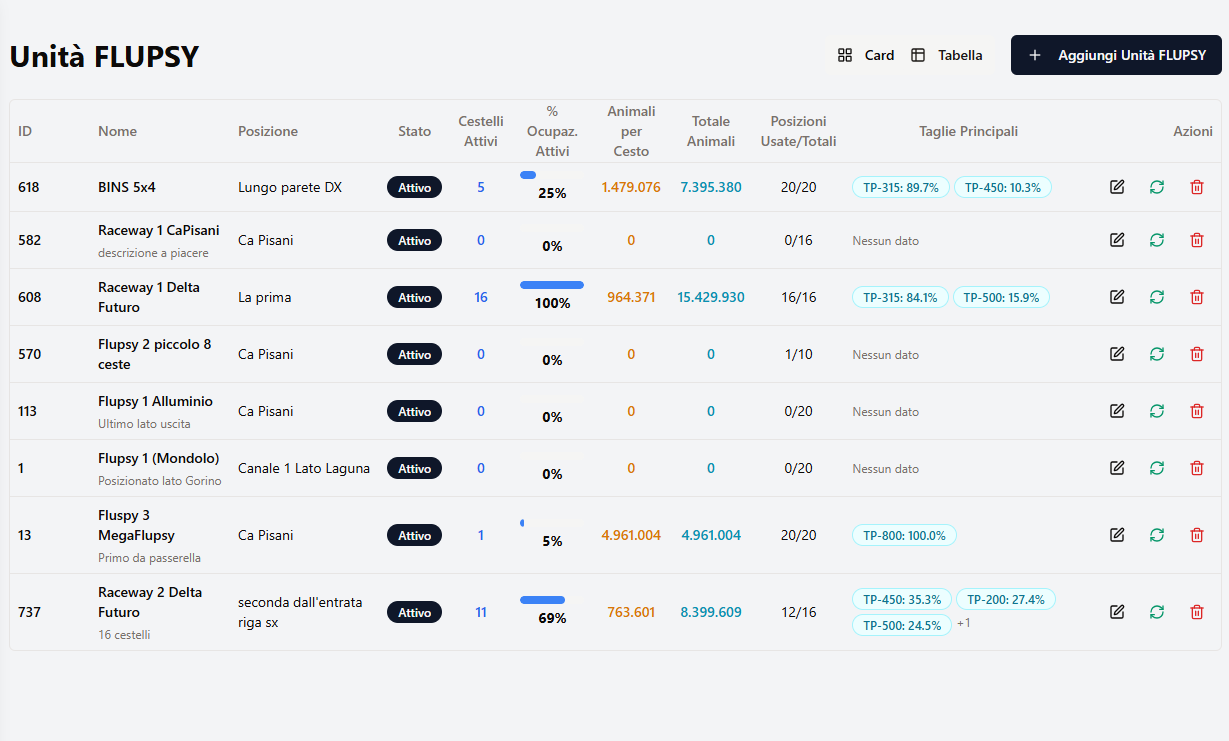 Unità FLUPSY
Card
Tabella
Aggiungi Unità FLUPSY
ID
Nome
Posizione
Stato
Cestelli
Attivi
%
Ocupaz.
Attivi
Animali
per
Cesto
Totale
Animali
Posizioni
Usate/Totali
Taglie Principali
Azioni
618
BINS 5x4
Lungo parete DX
Attivo
5
25%
1.479.076
7.395.380
20/20
TP-315: 89.7%
TP-450: 10.3%
582
Raceway 1 CaPisani
descrizione a piacere
Ca Pisani
Attivo
0
0%
0
0
0/16
Nessun dato
608
Raceway 1 Delta
Futuro
La prima
Attivo
16
100%
964.371
15.429.930
16/16
TP-315: 84.1%
TP-500: 15.9%
570
Flupsy 2 piccolo 8
ceste
Ca Pisani
Attivo
0
0%
0
0
1/10
Nessun dato
113
Flupsy 1 Alluminio
Ultimo lato uscita
Ca Pisani
Attivo
0
0%
0
0
0/20
Nessun dato
1
Flupsy 1 (Mondolo)
Posizionato lato Gorino
Canale 1 Lato Laguna
Attivo
0
0%
0
0
0/20
Nessun dato
13
Fluspy 3
MegaFlupsy
Primo da passerella
Ca Pisani
Attivo
1
5%
4.961.004
4.961.004
20/20
TP-800: 100.0%
737
Raceway 2 Delta
Futuro
16 cestelli
seconda dall'entrata
riga sx
Attivo
11
69%
763.601
8.399.609
12/16
TP-450: 35.3%
TP-200: 27.4%
TP-500: 24.5%
+1